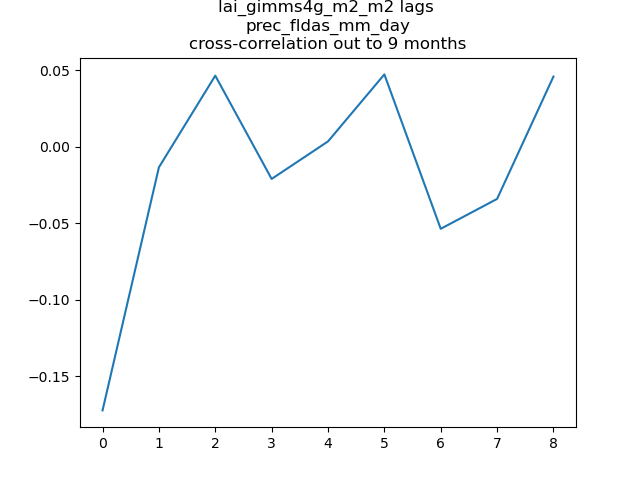 lai_gimms4g_m2_m2 lags
prec_fldas_mm_day
cross-correlation out to 9 months
0.05
0.00
−0.05
−0.10
−0.15
0 1 2 3 4 5 6 7 8